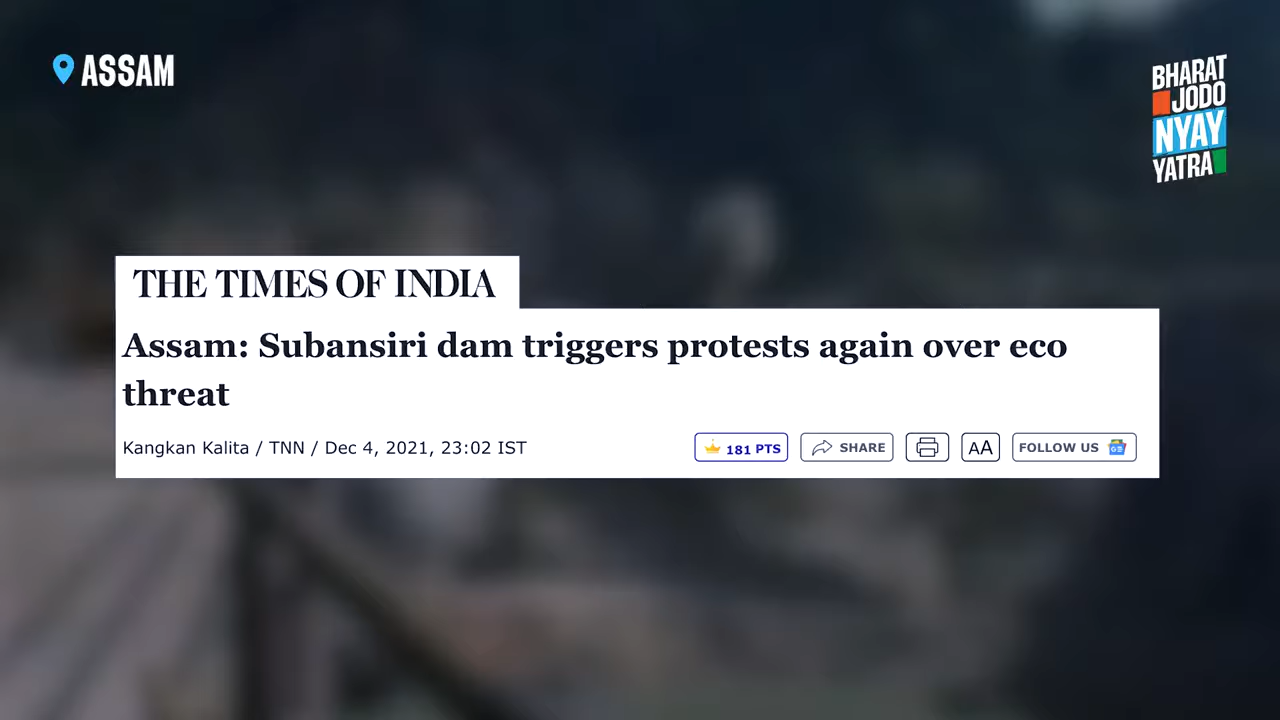 ASSAM
BHARAT
JODO
NYAY
YATRA
THE TIMES OF INDIA
Assam: Subansiri dam triggers protests again over eco
threat
Kangkan Kalita / TNN / Dec 4, 2021, 23:02 IST
181 PTS
SHARE
AA
FOLLOW US